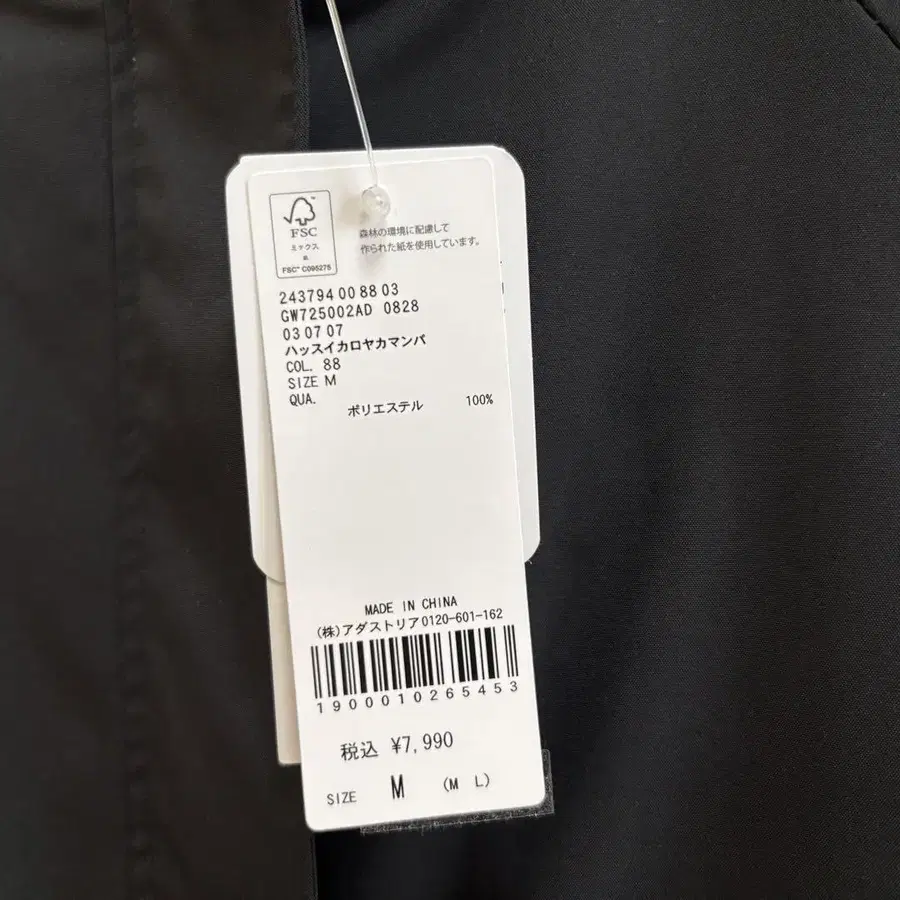 FSC
ミックス
紙
FSC™ C095275
森林の環境に配慮して
作られた紙を使用しています。
243794 00 88 03
GW725002AD 0828
03 07 07
ハッスイカロヤカマンパ
COL. 88
SIZE M
QUA.
ポリエステル 100%
MADE IN CHINA
(株)アダストリア0120-601-162
1900010265453
税込 ¥7,990
SIZE M (M L)